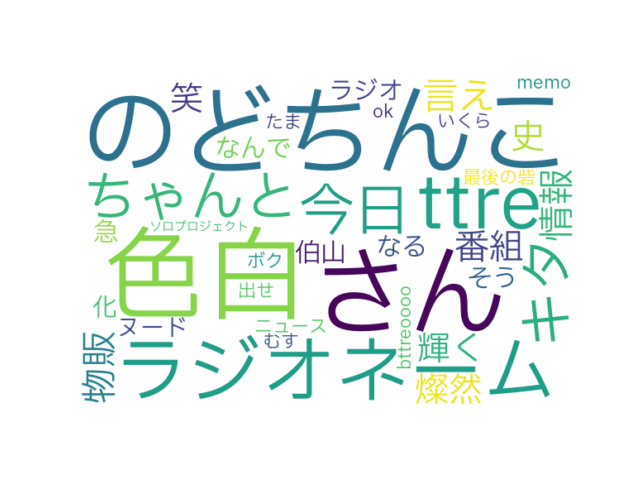 memo
笑
ラジオ
言え
ok
のどちんこ
たま
いくら
史
なんで
最後の砦
ちゃんと
今日
ttre
情報
急
ソロプロジェクト
色白
伯山
なる
番組
キタ
ボク
さん
そう
出せ
化
ヌード
ニュース
bttreoooo
むす
輝く
物販
ラジオネーム
燦然